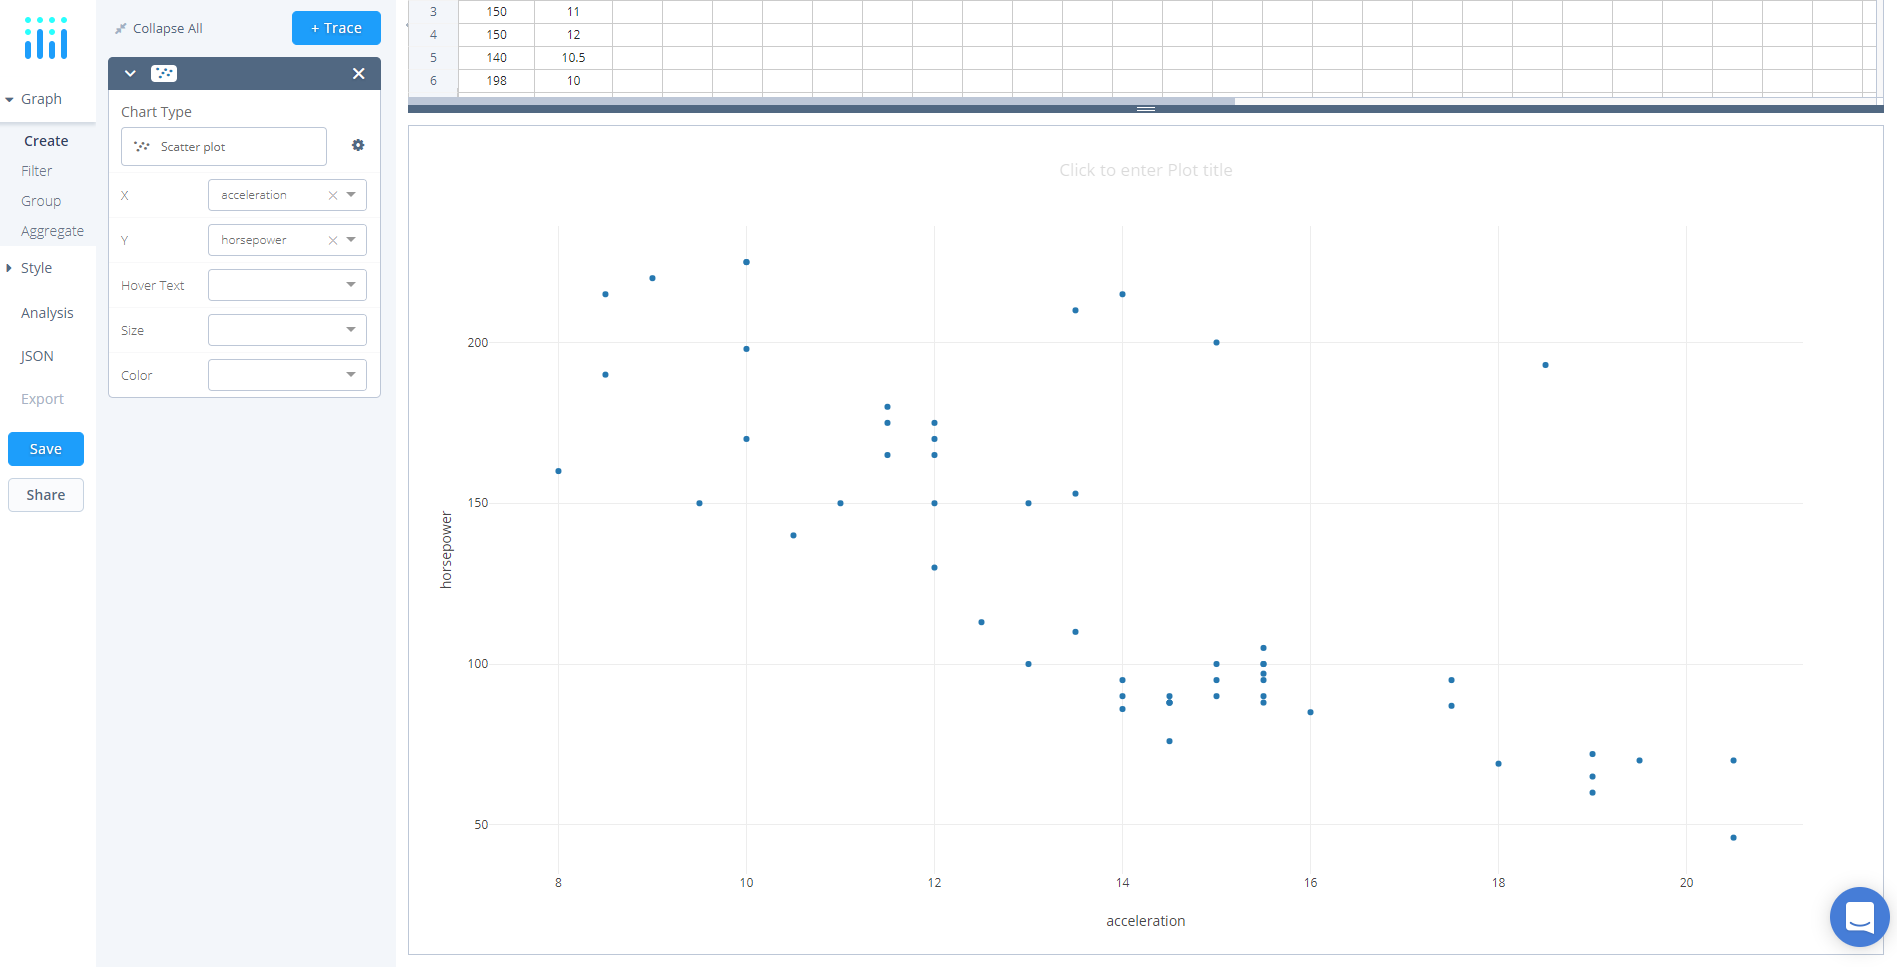 Collapse All
+ Trace
Graph
Create
Filter
Group
Aggregate
Style
Analysis
JSON
Export
Save
Share
Chart Type
Scatter plot
X acceleration
Y horsepower
Hover Text
Size
Color
3 150 11
4 150 12
5 140 10.5
6 198 10
Click to enter Plot title
200
150
100
50
horsepower
8 10 12 14 16 18 20
acceleration